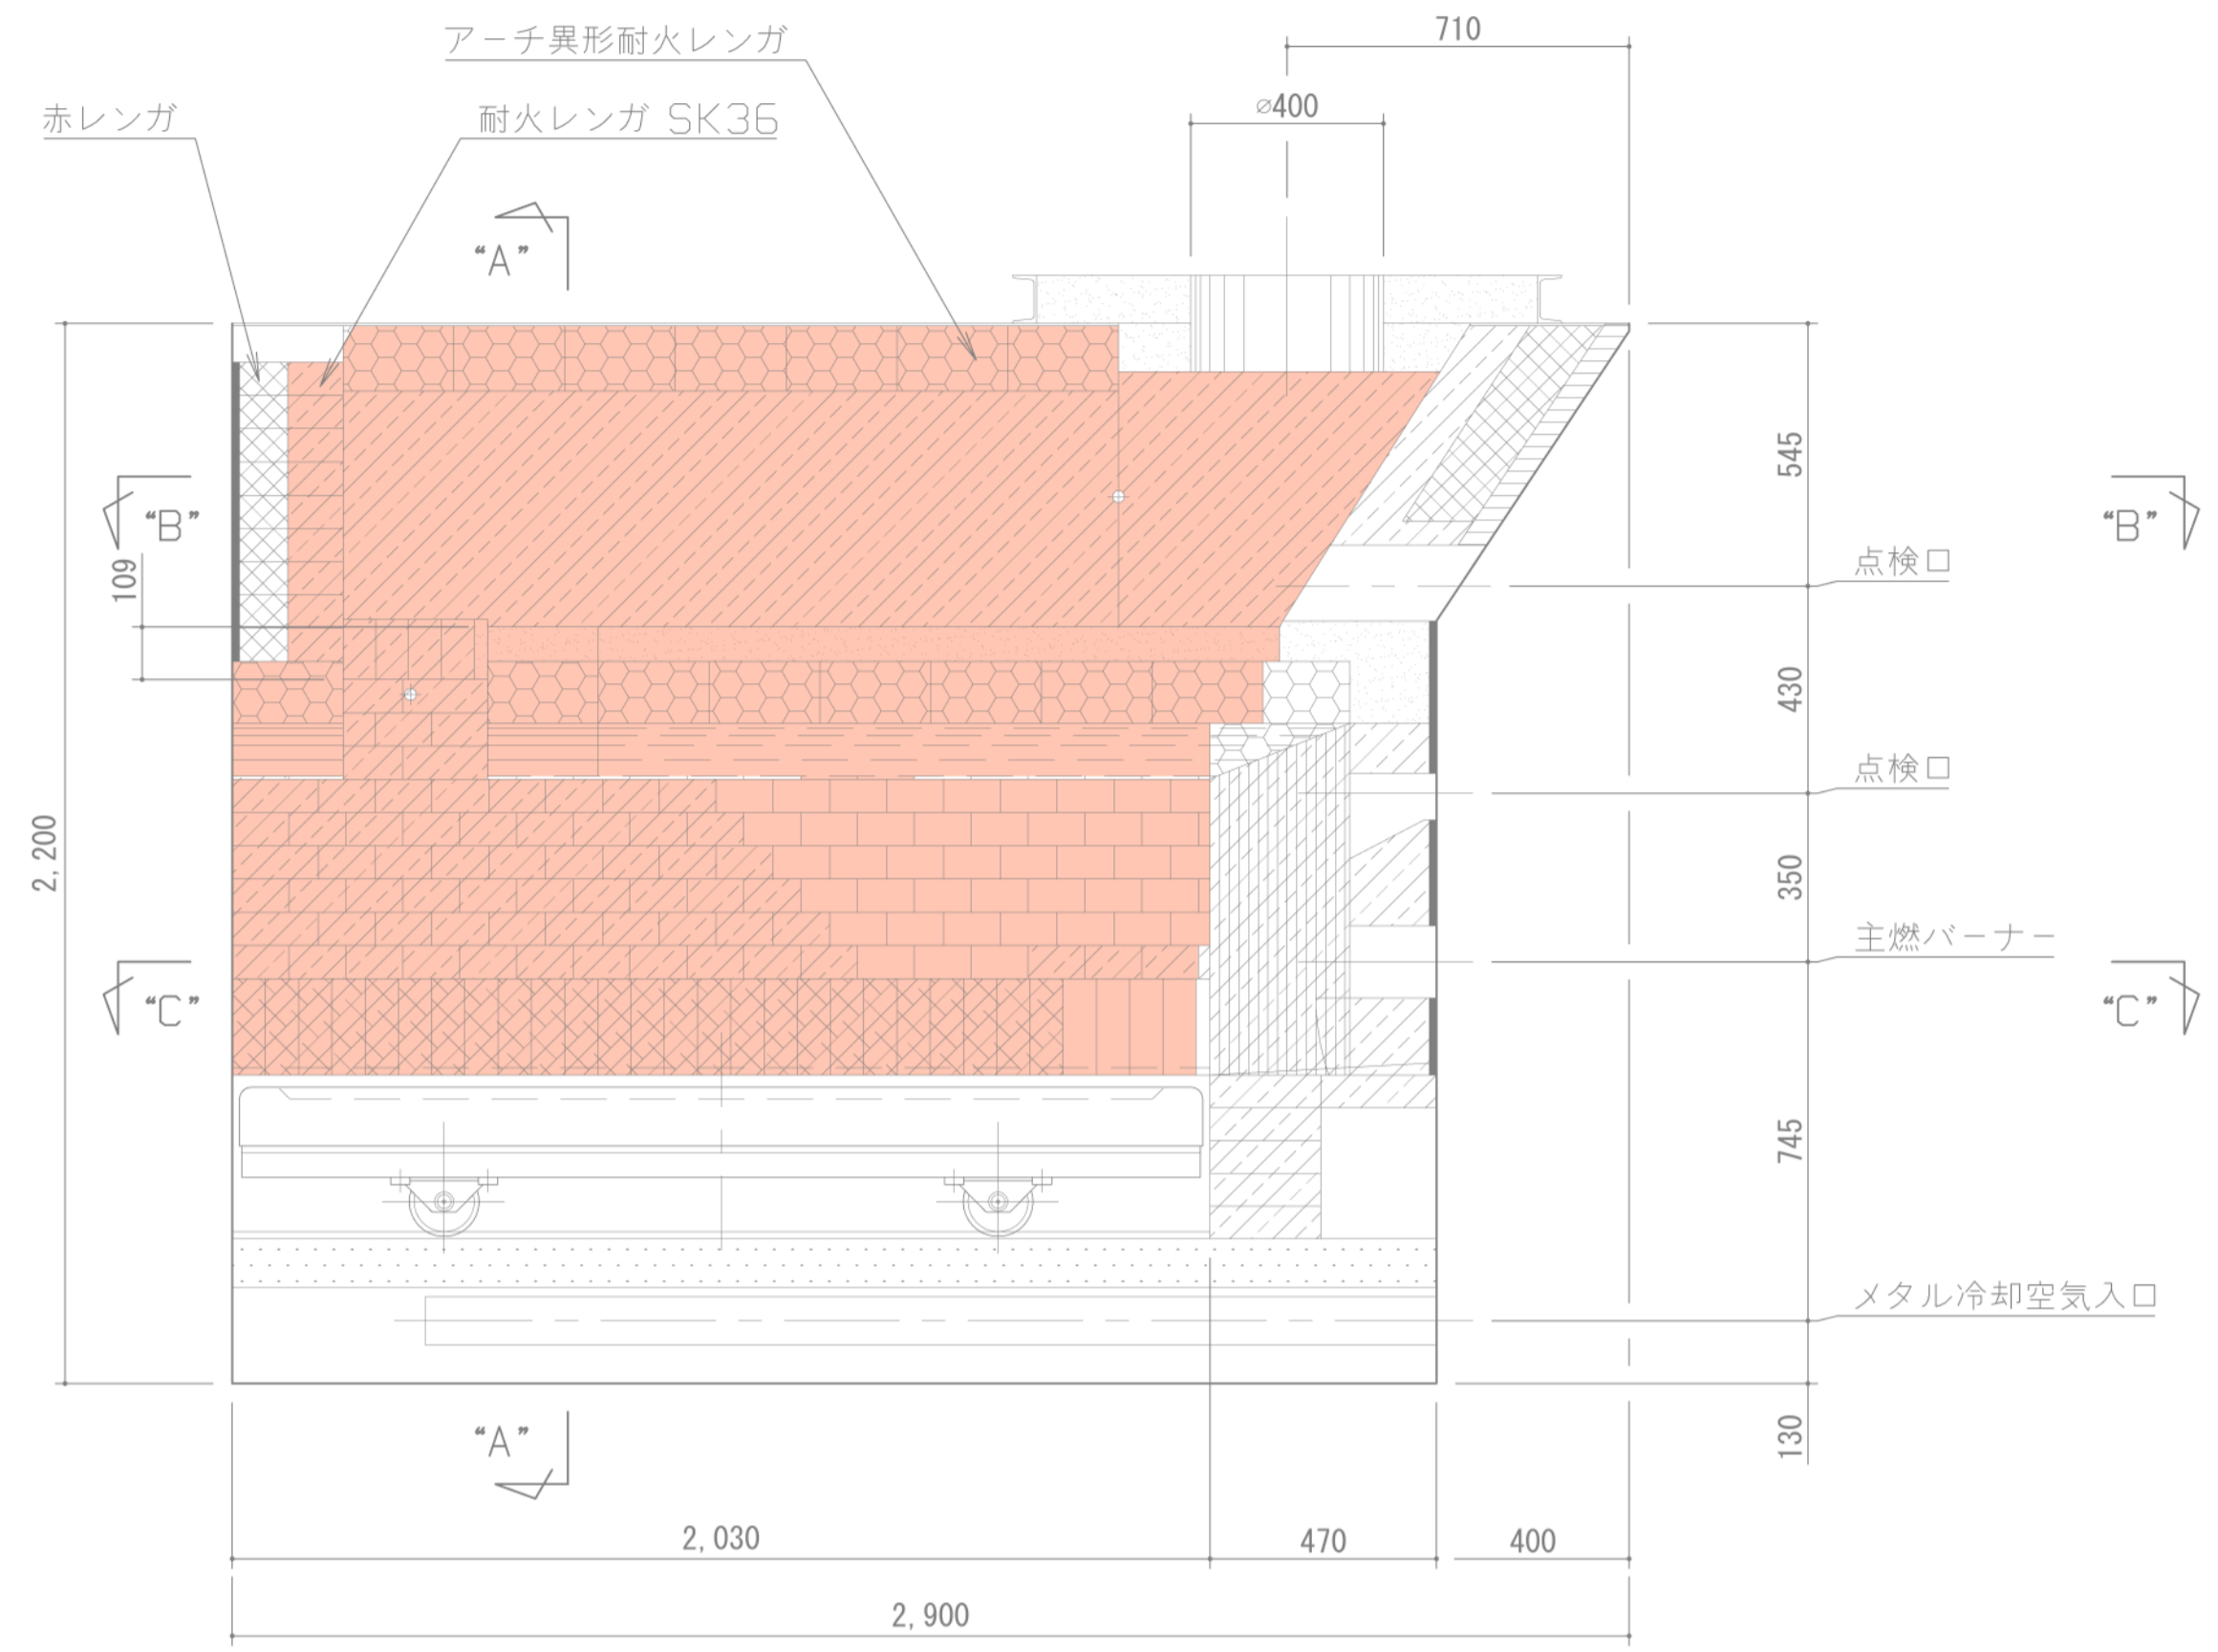 710
アーチ異形耐火レンガ
⌀400
赤レンガ
耐火レンガ SK36
“A”
545
“B”
“B”
点検口
109
430
点検口
2,200
350
主燃バーナー
“C”
“C”
745
メタル冷却空気入口
“A”
130
2,030
470
400
2,900